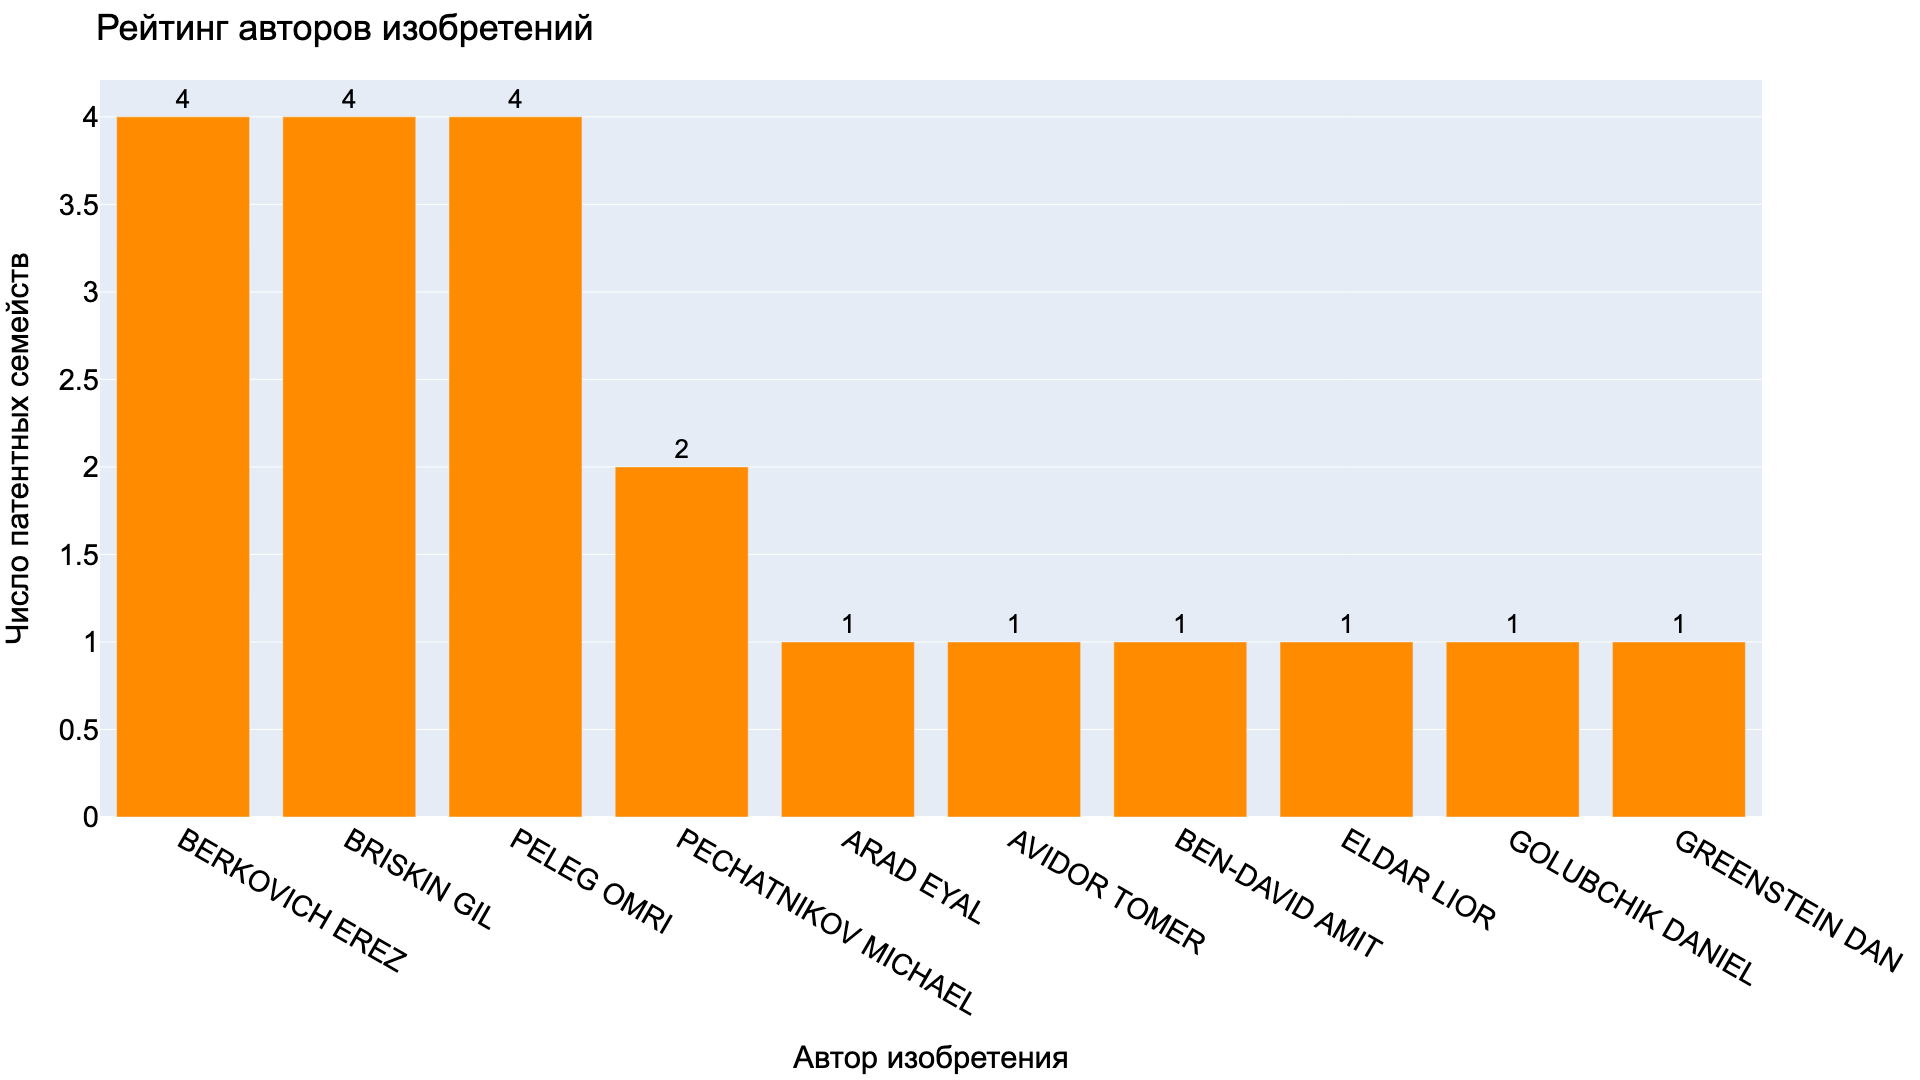 Рейтинг авторов изобретений
Число патентных семейств
4
3.5
3
2.5
2
1.5
1
0.5
0
4
4
4
2
1
1
1
1
1
1
BERKOVICH EREZ
BRISKIN GIL
PELEG OMRI
PECHATNIKOV MICHAEL
ARAD EYAL
AVIDOR TOMER
BEN-DAVID AMIT
ELDAR LIOR
GOLUBCHIK DANIEL
GREENSTEIN DAN
Автор изобретения